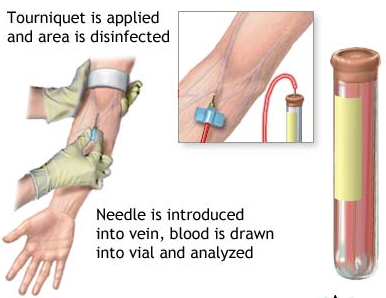 Tourniquet is applied
and area is disinfected
Needle is introduced
into vein, blood is drawn
into vial and analyzed